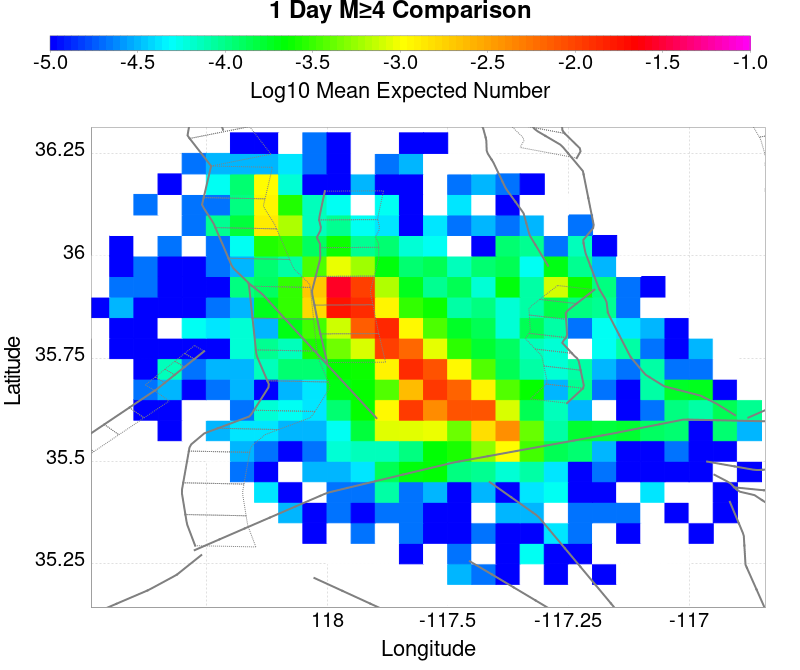 1 Day M≥4 Comparison
-5.0 -4.5 -4.0 -3.5 -3.0 -2.5 -2.0 -1.5 -1.0
Log10 Mean Expected Number
36.25
36
35.75
35.5
35.25
Latitude
118 -117.5 -117.25 -117
Longitude